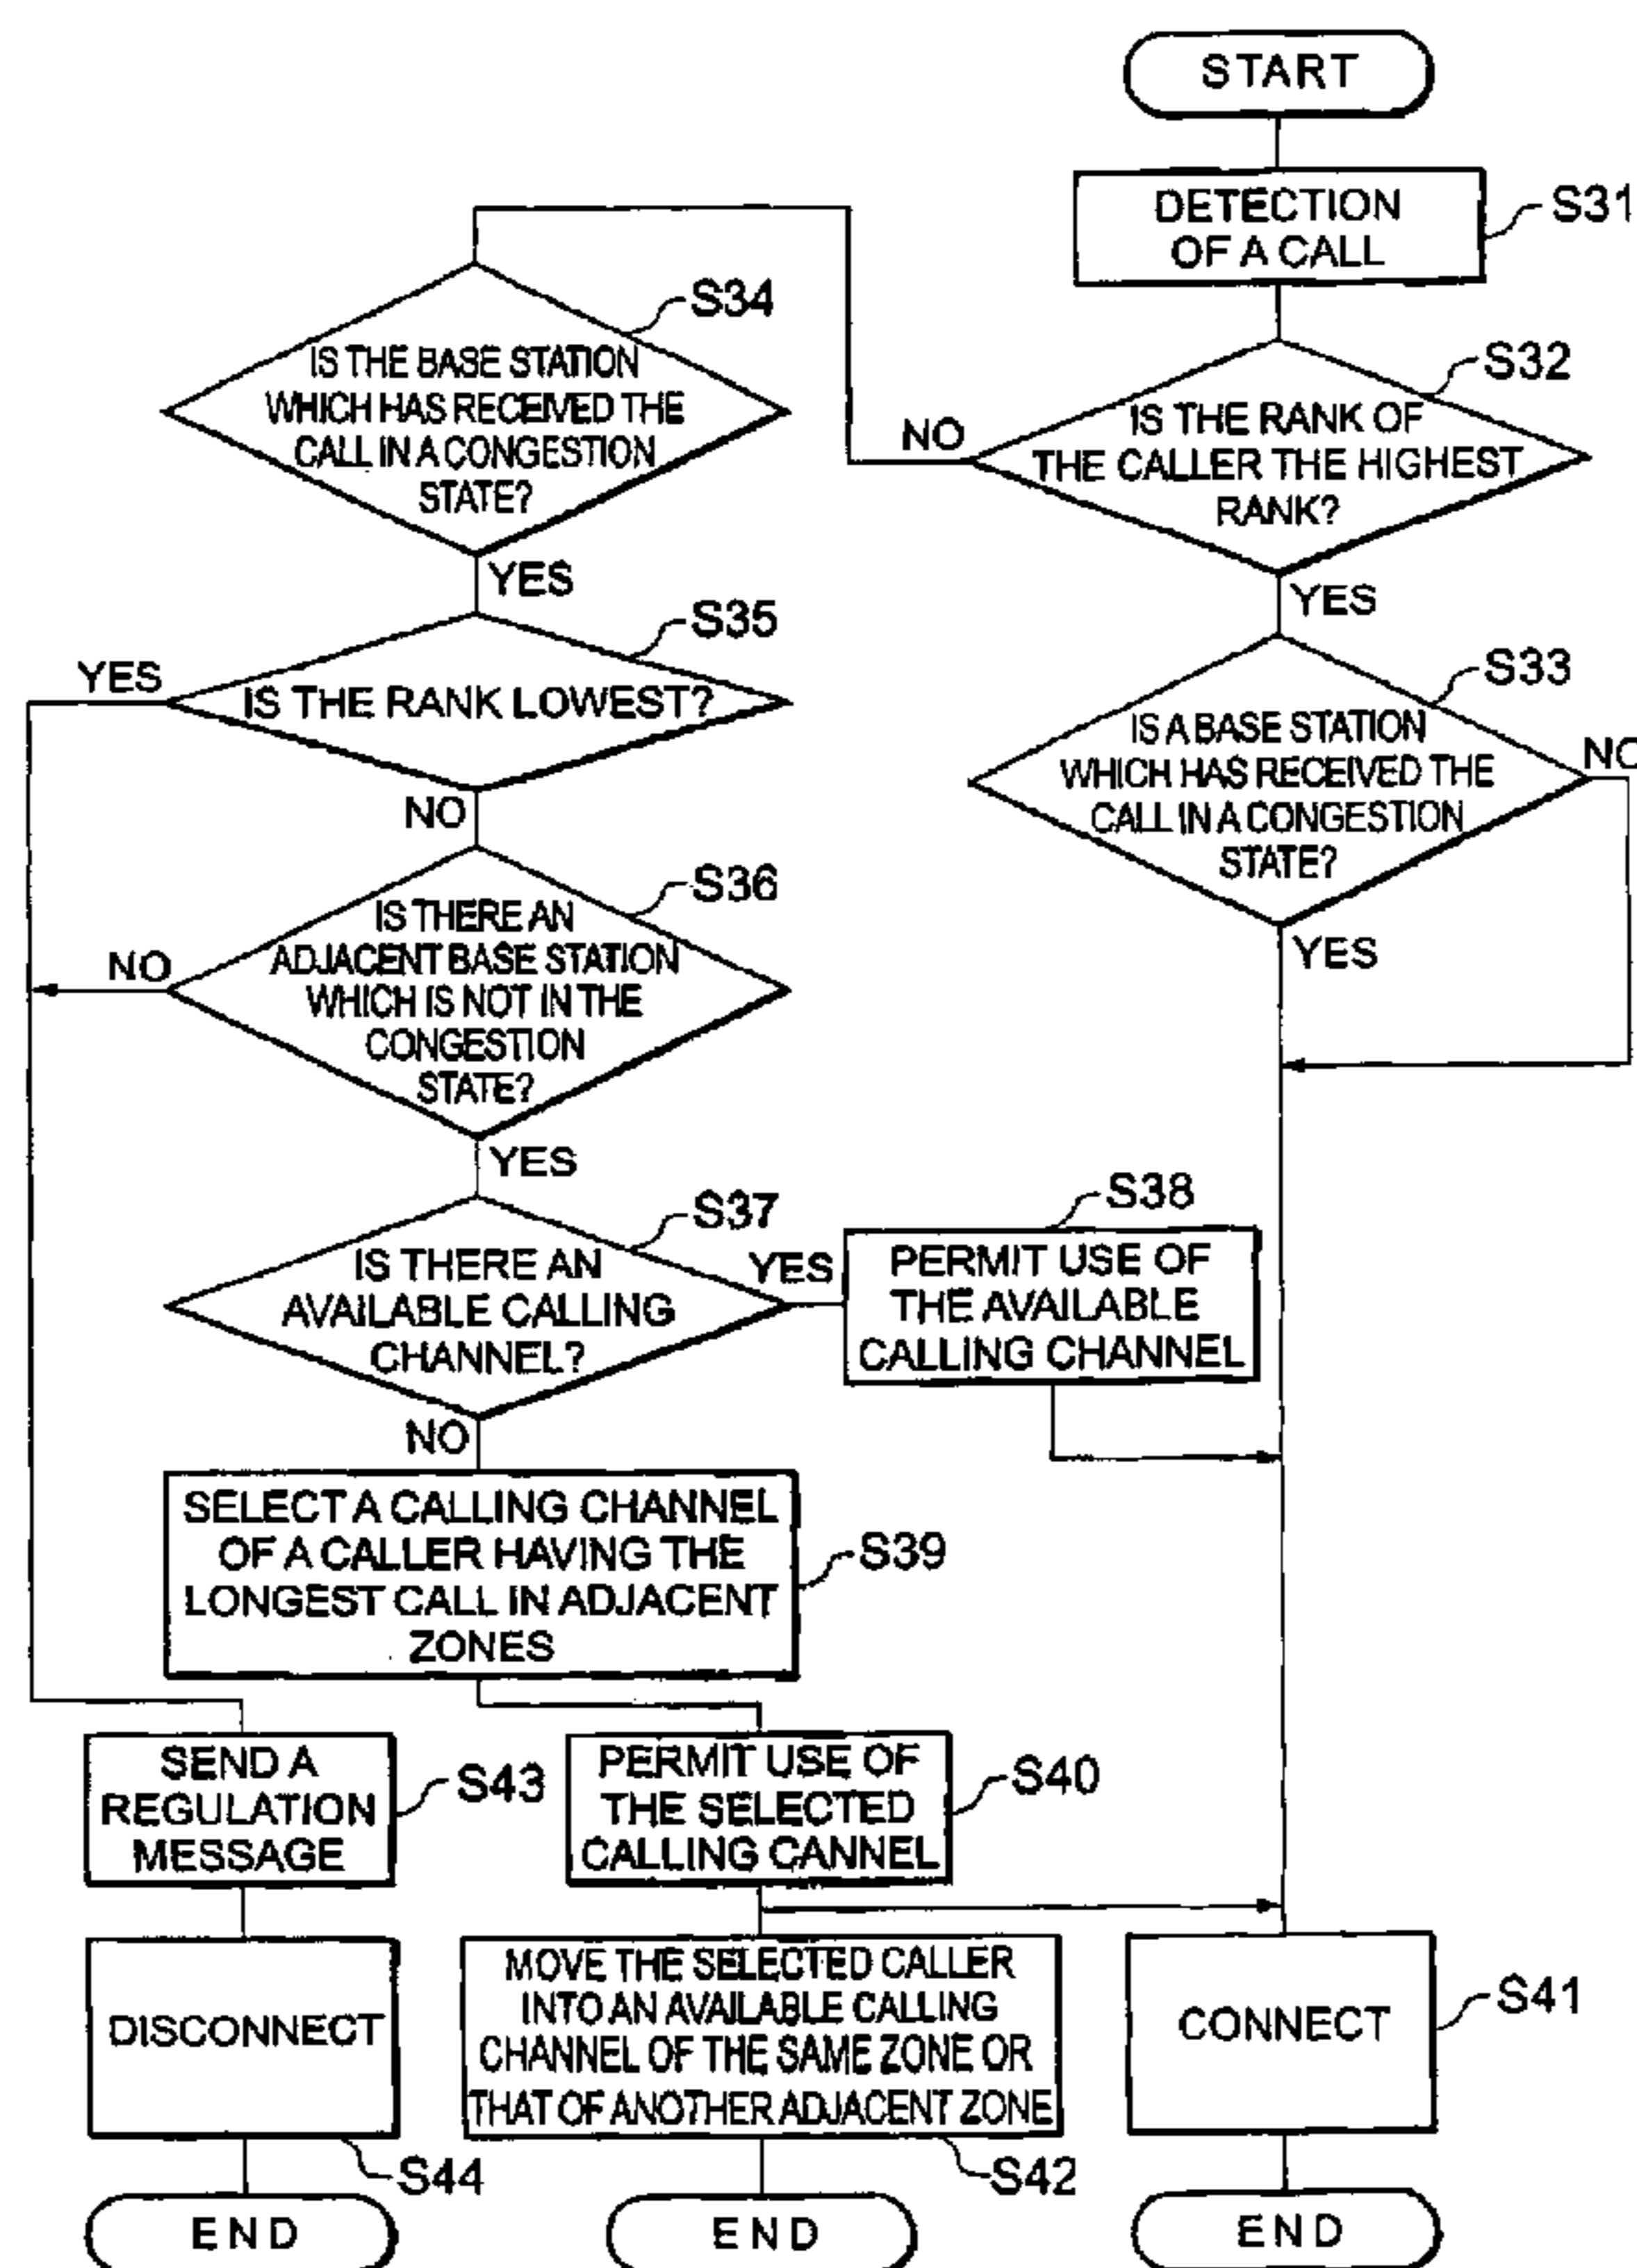 START
DETECTION
OF A CALL
S31
S32
IS THE RANK OF
THE CALLER THE HIGHEST
RANK?
NO
YES
S33
IS A BASE STATION
WHICH HAS RECEIVED THE
CALL IN A CONGESTION
STATE?
NO
YES
S34
IS THE BASE STATION
WHICH HAS RECEIVED THE
CALL IN A CONGESTION
STATE?
YES
S35
YES
IS THE RANK LOWEST?
NO
S36
IS THERE AN
ADJACENT BASE STATION
WHICH IS NOT IN THE
CONGESTION
STATE?
NO
YES
S37
IS THERE AN
AVAILABLE CALLING
CHANNEL?
YES
NO
S38
PERMIT USE OF
THE AVAILABLE
CALLING CHANNEL
SELECT A CALLING CHANNEL
OF A CALLER HAVING THE
LONGEST CALL IN ADJACENT
ZONES
S39
SEND A
REGULATION
MESSAGE
S43
PERMIT USE OF
THE SELECTED
CALLING CANNEL
S40
DISCONNECT
S44
MOVE THE SELECTED CALLER
INTO AN AVAILABLE CALLING
CHANNEL OF THE SAME ZONE OR
THAT OF ANOTHER ADJACENT ZONE
S42
CONNECT
S41
END
END
END